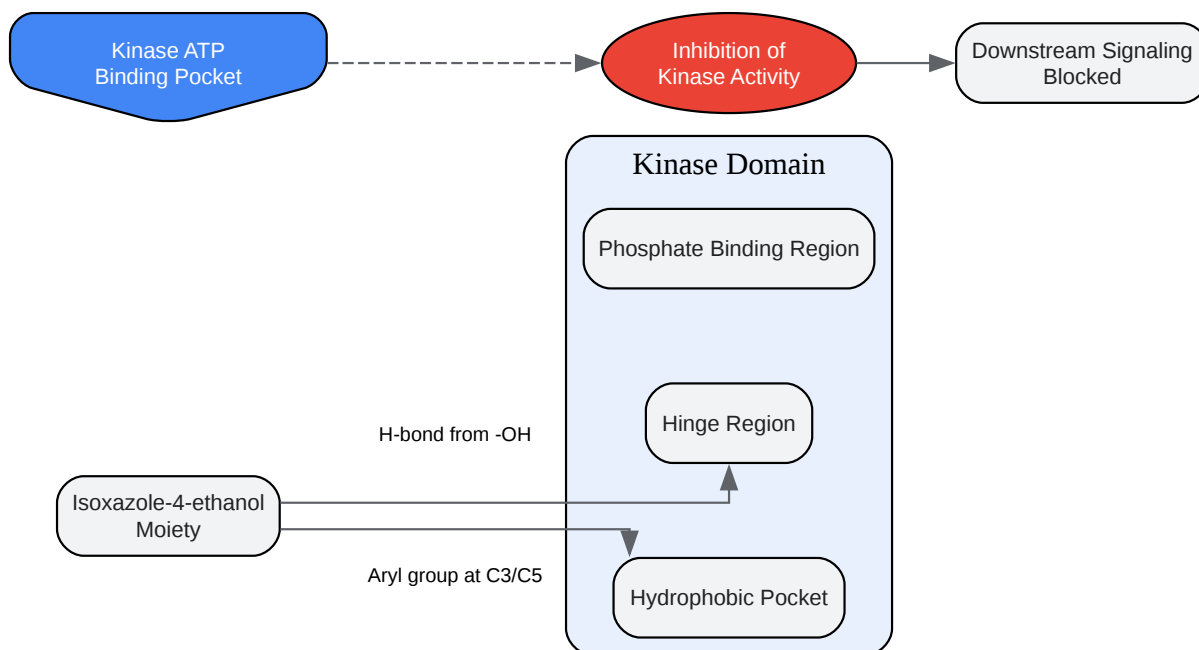 Kinase ATP
Binding Pocket
Inhibition of
Kinase Activity
Downstream Signaling
Blocked
Kinase Domain
Phosphate Binding Region
Hinge Region
H-bond from -OH
Isoxazole-4-ethanol
Moiety
Aryl group at C3/C5
Hydrophobic Pocket